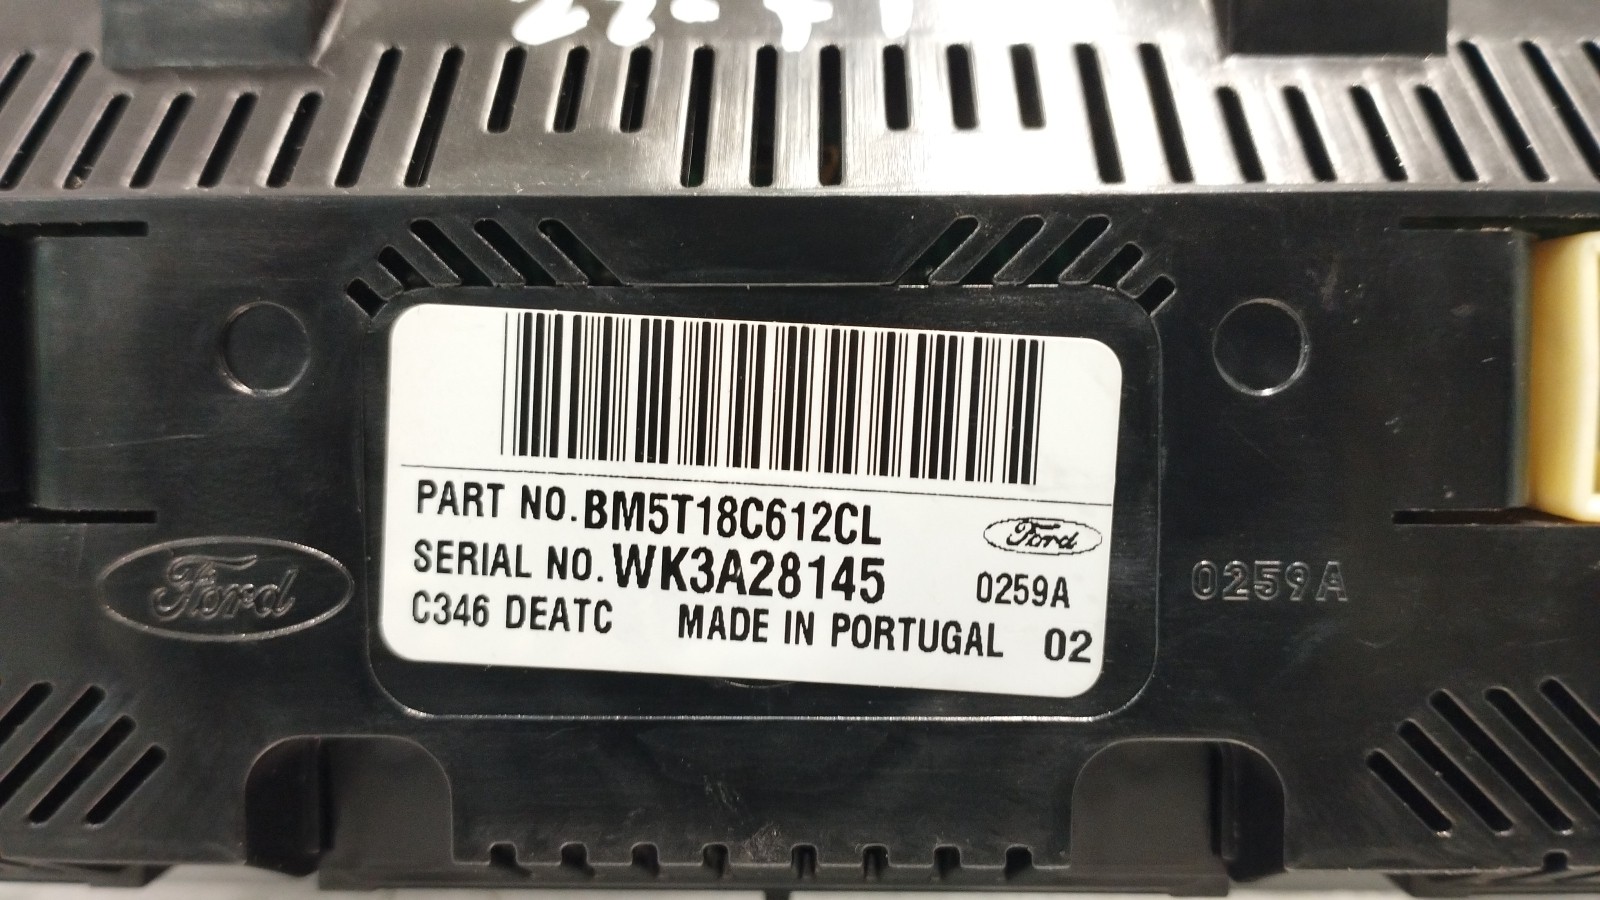 PART NO. BM5T18C612CL
Ford
SERIAL NO. WK3A28145
0259A
C346 DEATC MADE IN PORTUGAL 02
Ford
0259A